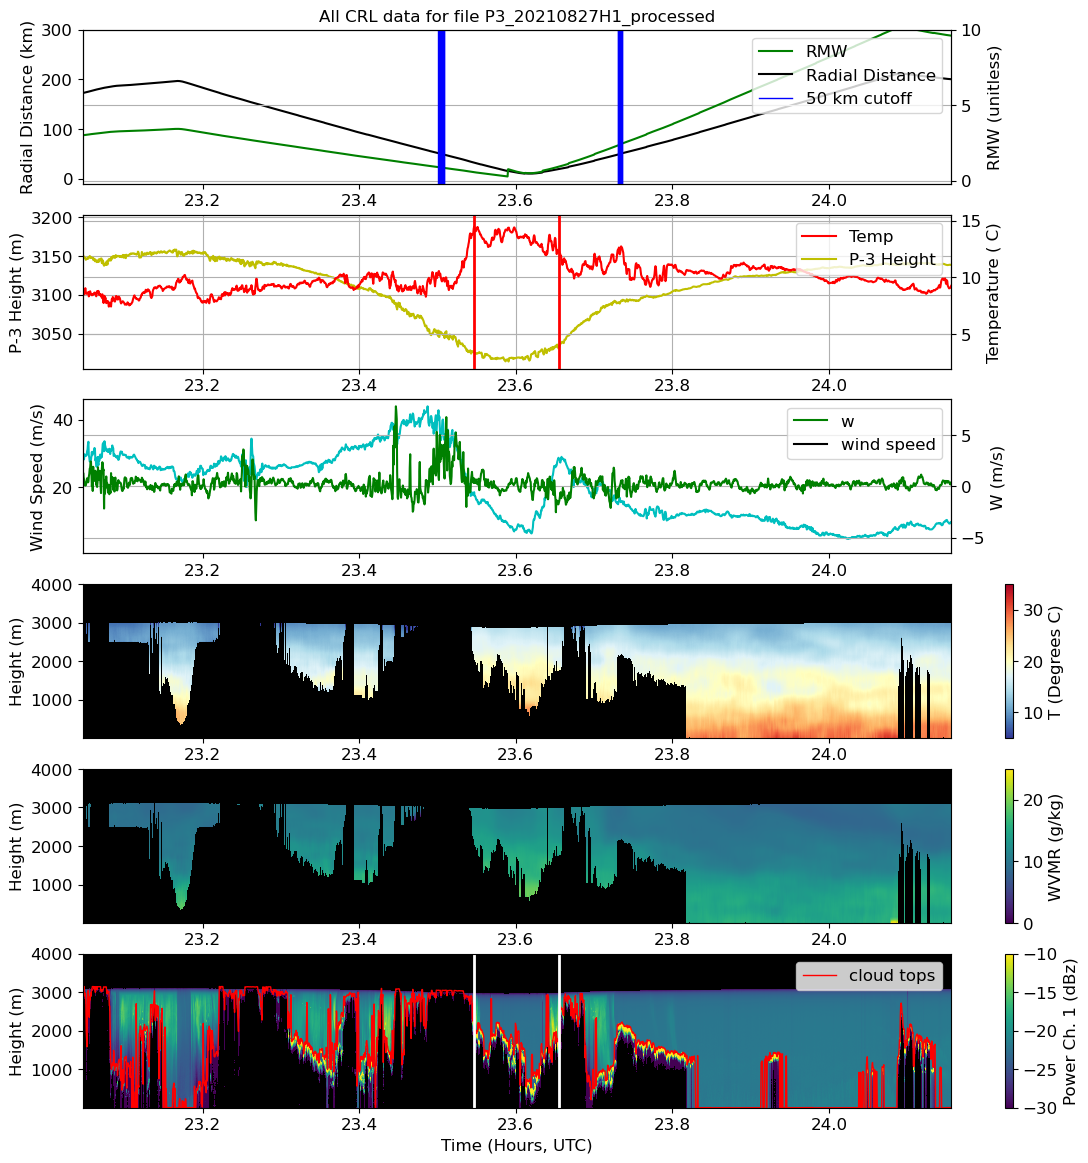 All CRL data for file P3_20210827H1_processed
Radial Distance (km)
300
200
100
0
RMW
Radial Distance
50 km cutoff
10
5
0
RMW (unitless)
23.2 23.4 23.6 23.8 24.0
P-3 Height (m)
3200
3150
3100
3050
Temp
P-3 Height
15
10
5
Temperature ( C)
23.2 23.4 23.6 23.8 24.0
Wind Speed (m/s)
40
20
w
wind speed
5
0
−5
W (m/s)
23.2 23.4 23.6 23.8 24.0
Height (m)
4000
3000
2000
1000
30
20
10
T (Degrees C)
23.2 23.4 23.6 23.8 24.0
Height (m)
4000
3000
2000
1000
20
10
0
WVMR (g/kg)
23.2 23.4 23.6 23.8 24.0
Height (m)
4000
3000
2000
1000
cloud tops
−10
−15
−20
−25
−30
Power Ch. 1 (dBz)
23.2 23.4 23.6 23.8 24.0
Time (Hours, UTC)